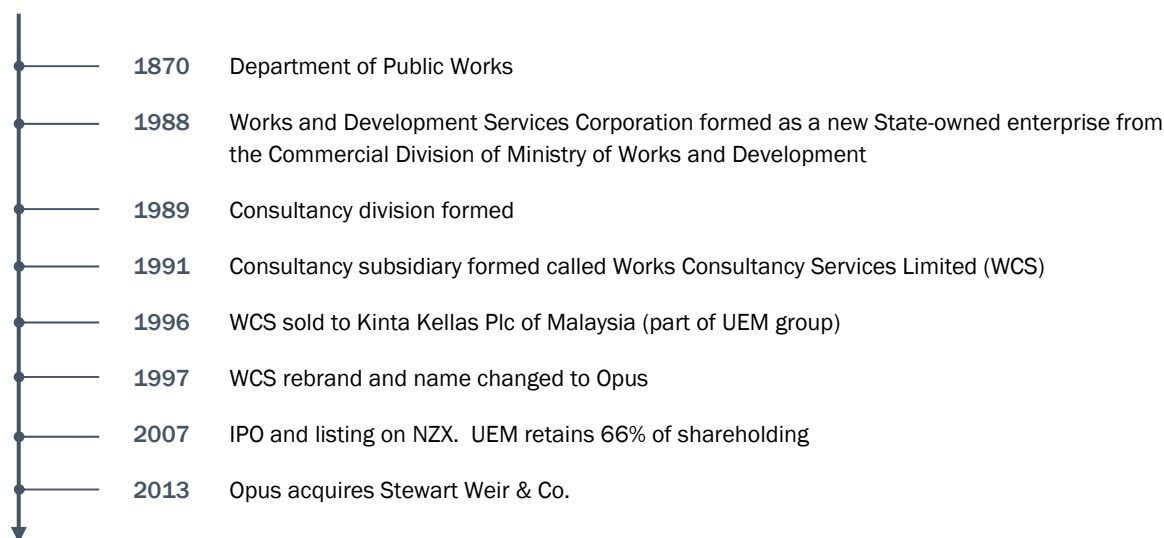 1870 Department of Public Works
1988 Works and Development Services Corporation formed as a new State-owned enterprise from
the Commercial Division of Ministry of Works and Development
1989 Consultancy division formed
1991 Consultancy subsidiary formed called Works Consultancy Services Limited (WCS)
1996 WCS sold to Kinta Kellas Plc of Malaysia (part of UEM group)
1997 WCS rebrand and name changed to Opus
2007 IPO and listing on NZX.  UEM retains 66% of shareholding
2013 Opus acquires Stewart Weir & Co.